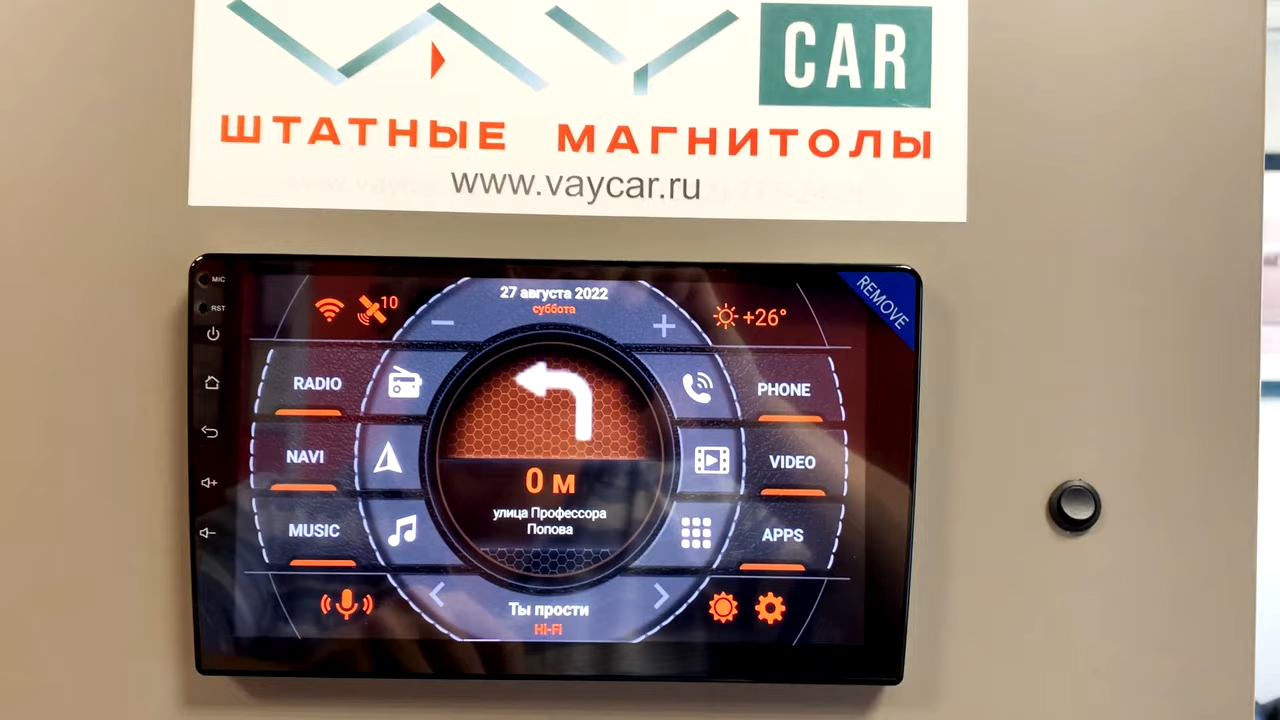 VAY CAR
ШТАТНЫЕ МАГНИТОЛЫ
www.vaycar.ru
MIC
RST
REMOVE
27 августа 2022
суббота
10
+26°
RADIO
PHONE
NAVI
VIDEO
MUSIC
APPS
0 м
улица Профессора
Попова
Ты прости
Hi-Fi